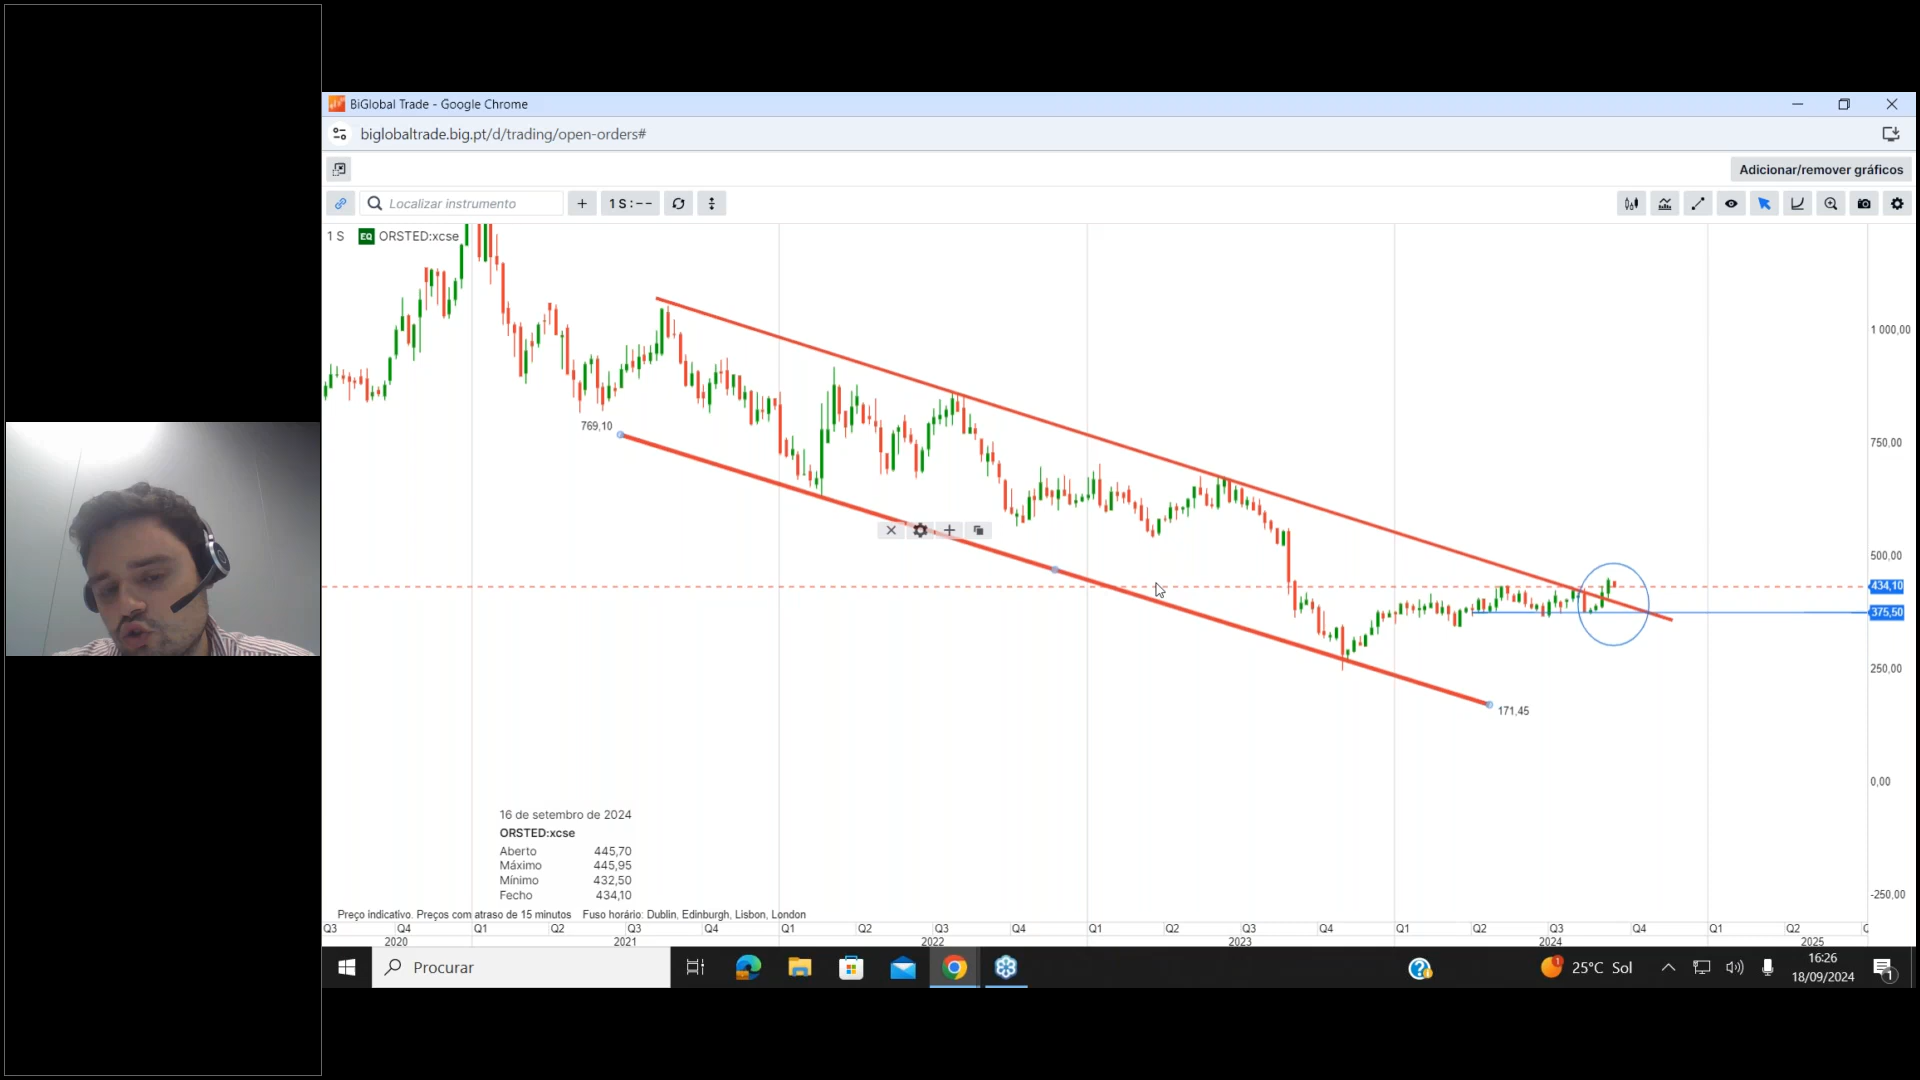 BiGlobal Trade - Google Chrome
biglobaltrade.big.pt/d/trading/open-orders#
Adicionar/remover gráficos
Localizar instrumento
1 S : - -
1 S EQ ORSTED:xcse
1 000,00
750,00
500,00
434,10
375,50
250,00
0,00
-250,00
769,10
171,45
16 de setembro de 2024
ORSTED:xcse
Aberto 445,70
Máximo 445,95
Mínimo 432,50
Fecho 434,10
Preço indicativo. Preços com atraso de 15 minutos Fuso horário: Dublin, Edinburgh, Lisbon, London
Q3 Q4 Q1 Q2 Q3 Q4 Q1 Q2 Q3 Q4 Q1 Q2 Q3 Q4 Q1 Q2 Q3 Q4 Q1 Q2
2020 2021 2022 2023 2024 2025
Procurar
1
25°C Sol
16:26
18/09/2024
1